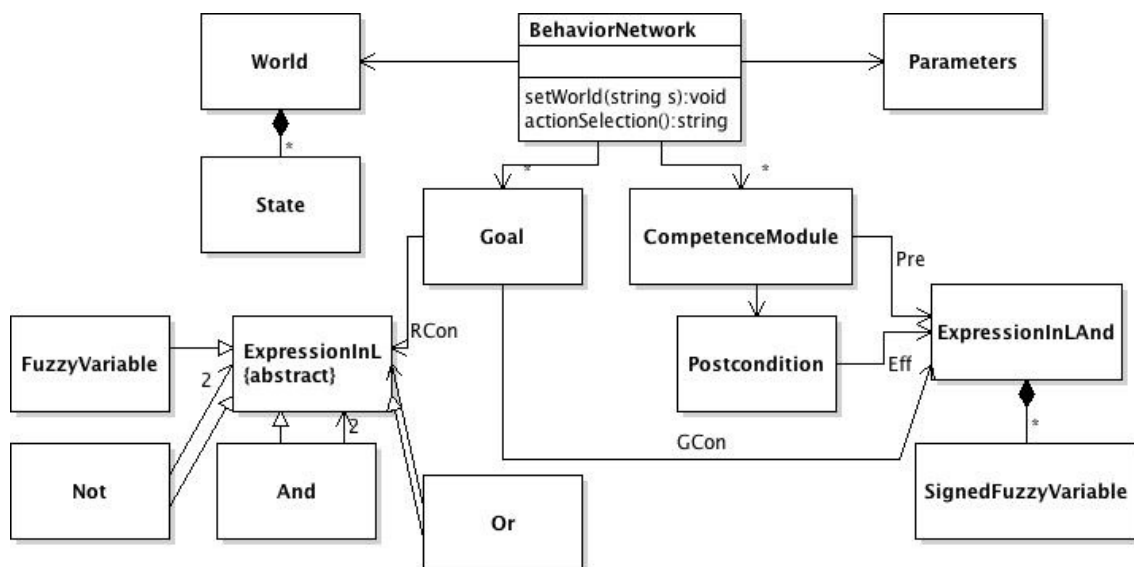 BehaviorNetwork
World
Parameters
setWorld(string s):void
actionSelection():string
*
*
*
State
Goal
CompetenceModule
Pre
RCon
ExpressionInLAnd
FuzzyVariable
ExpressionInL
{abstract}
Postcondition
Eff
2
2
*
GCon
Not
And
SignedFuzzyVariable
Or